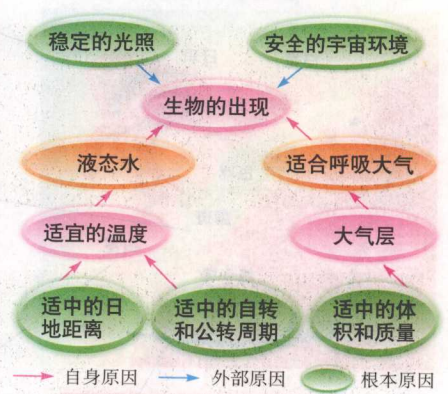 稳定的光照
安全的宇宙环境
生物的出现
液态水
适合呼吸大气
适宜的温度
大气层
适中的日
地距离
适中的自转
和公转周期
适中的体
积和质量
自身原因
外部原因
根本原因